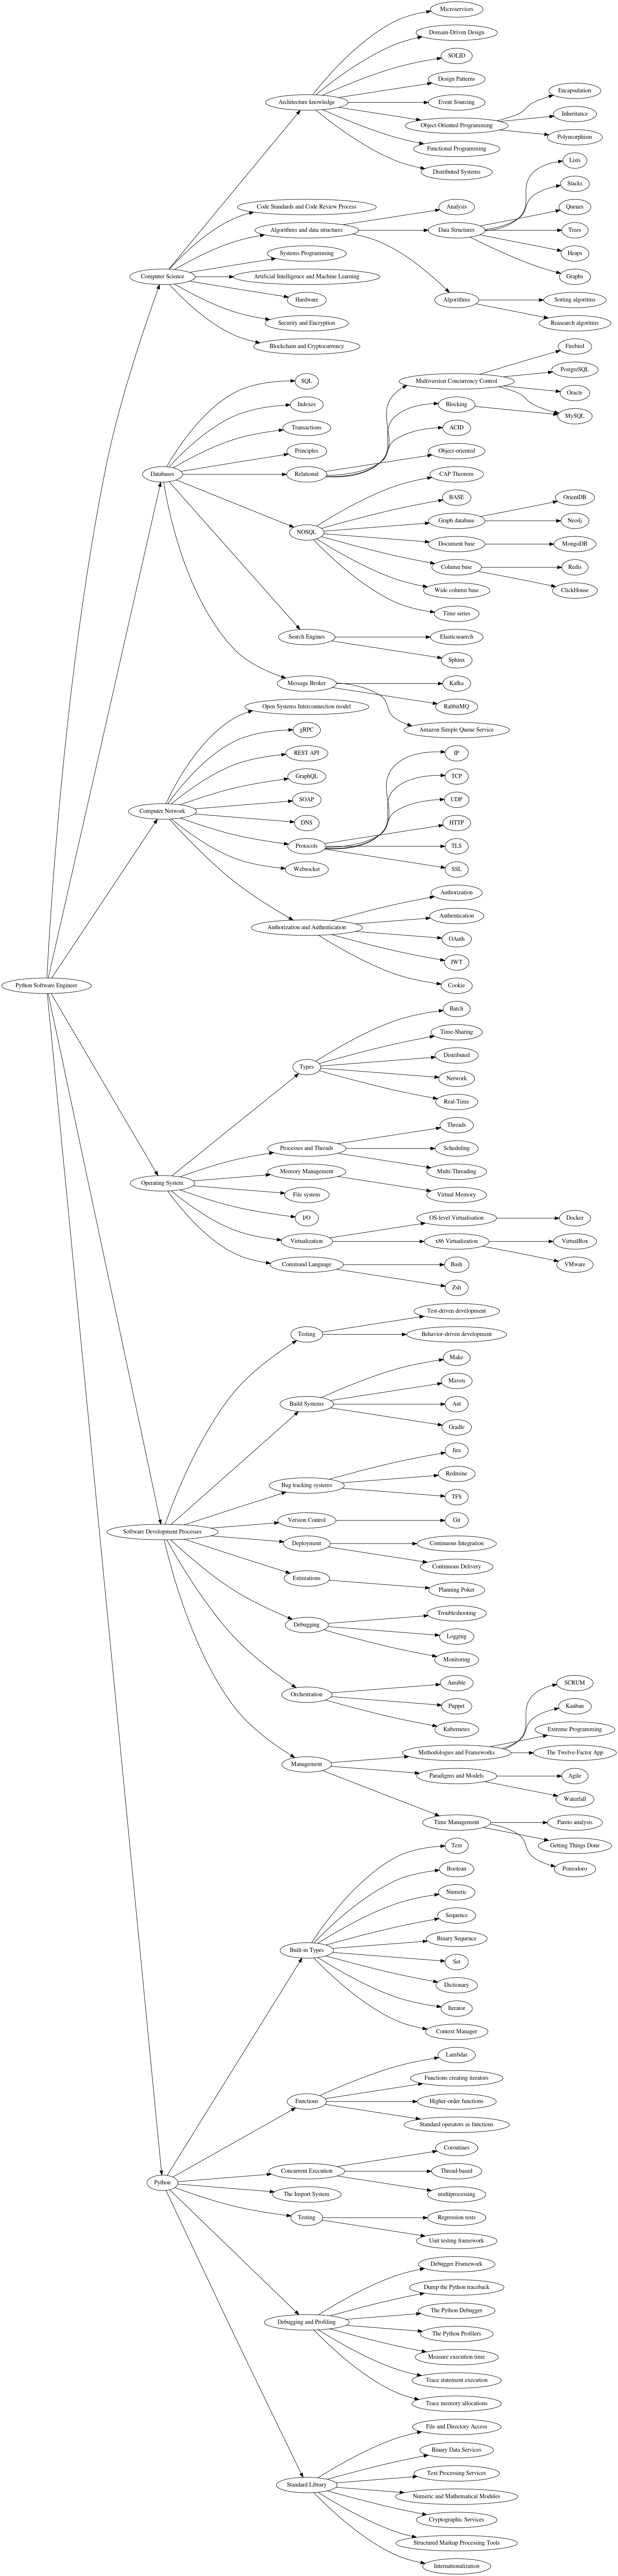 Microservices
Domain-Driven Design
SOLID
Design Patterns
Event Sourcing
Architecture knowledge
Object-Oriented Programming
Encapsulation
Inheritance
Polymorphism
Functional Programming
Distributed Systems
Computer Science
Code Standards and Code Review Process
Algorithms and data structures
Analysis
Data Structures
Lists
Stacks
Queues
Trees
Heaps
Graphs
Algorithms
Sorting algoritms
Reasearch algoritms
Systems Programming
Artificial Intelligence and Machine Learning
Hardware
Security and Encryption
Blockchain and Cryptocurrency
Databases
SQL
Indexes
Transactions
Principles
Relational
Multiversion Concurrency Control
Firebird
PostgreSQL
Oracle
MySQL
Blocking
ACID
Object-oriented
NOSQL
CAP Theorem
BASE
Graph database
OrientDB
Neo4j
Document base
MongoDB
Column base
Redis
ClickHouse
Wide column base
Time series
Search Engines
Elasticseaerch
Sphinx
Message Broker
Kafka
RabbitMQ
Amazon Simple Queue Service
Computer Network
Open Systems Interconnection model
gRPC
REST API
GraphQL
SOAP
DNS
Protocols
IP
TCP
UDP
HTTP
TLS
SSL
Websocket
Authorization and Authentication
Authorization
Authentication
OAuth
JWT
Cookie
Python Software Engineer
Operating System
Types
Batch
Time-Sharing
Distributed
Network
Real-Time
Processes and Threads
Threads
Scheduling
Multi-Threading
Memory Management
Virtual Memory
File system
I/O
Virtualization
OS-level Virtualisation
Docker
x86 Virtualization
VirtualBox
VMware
Command Language
Bash
Zsh
Software Development Processes
Testing
Test-driven development
Behavior-driven development
Build Systems
Make
Maven
Ant
Gradle
Bug tracking systems
Jira
Redmine
TFS
Version Control
Git
Deployment
Continuous Integration
Continuous Delivery
Estimations
Planning Poker
Debugging
Troubleshooting
Logging
Monitoring
Orchestration
Ansible
Puppet
Kubernetes
Management
Methodologies and Frameworks
SCRUM
Kanban
Extreme Programming
The Twelve-Factor App
Paradigms and Models
Agile
Waterfall
Time Management
Pareto analysis
Getting Things Done
Pomodoro
Python
Built-in Types
Text
Boolean
Numeric
Sequence
Binary Sequence
Set
Dictionary
Iterator
Context Manager
Functions
Lambdas
Functions creating iterators
Higher-order functions
Standard operators as functions
Concurrent Execution
Coroutines
Thread-based
multiprocessing
The Import System
Testing
Regression tests
Unit testing framework
Debugging and Profiling
Debugger Framework
Dump the Python traceback
The Python Debugger
The Python Profilers
Measure execution time
Trace statement execution
Trace memory allocations
Standard Library
File and Directory Access
Binary Data Services
Text Processing Services
Numeric and Mathematical Modules
Cryptographic Services
Structured Markup Processing Tools
Internationalization